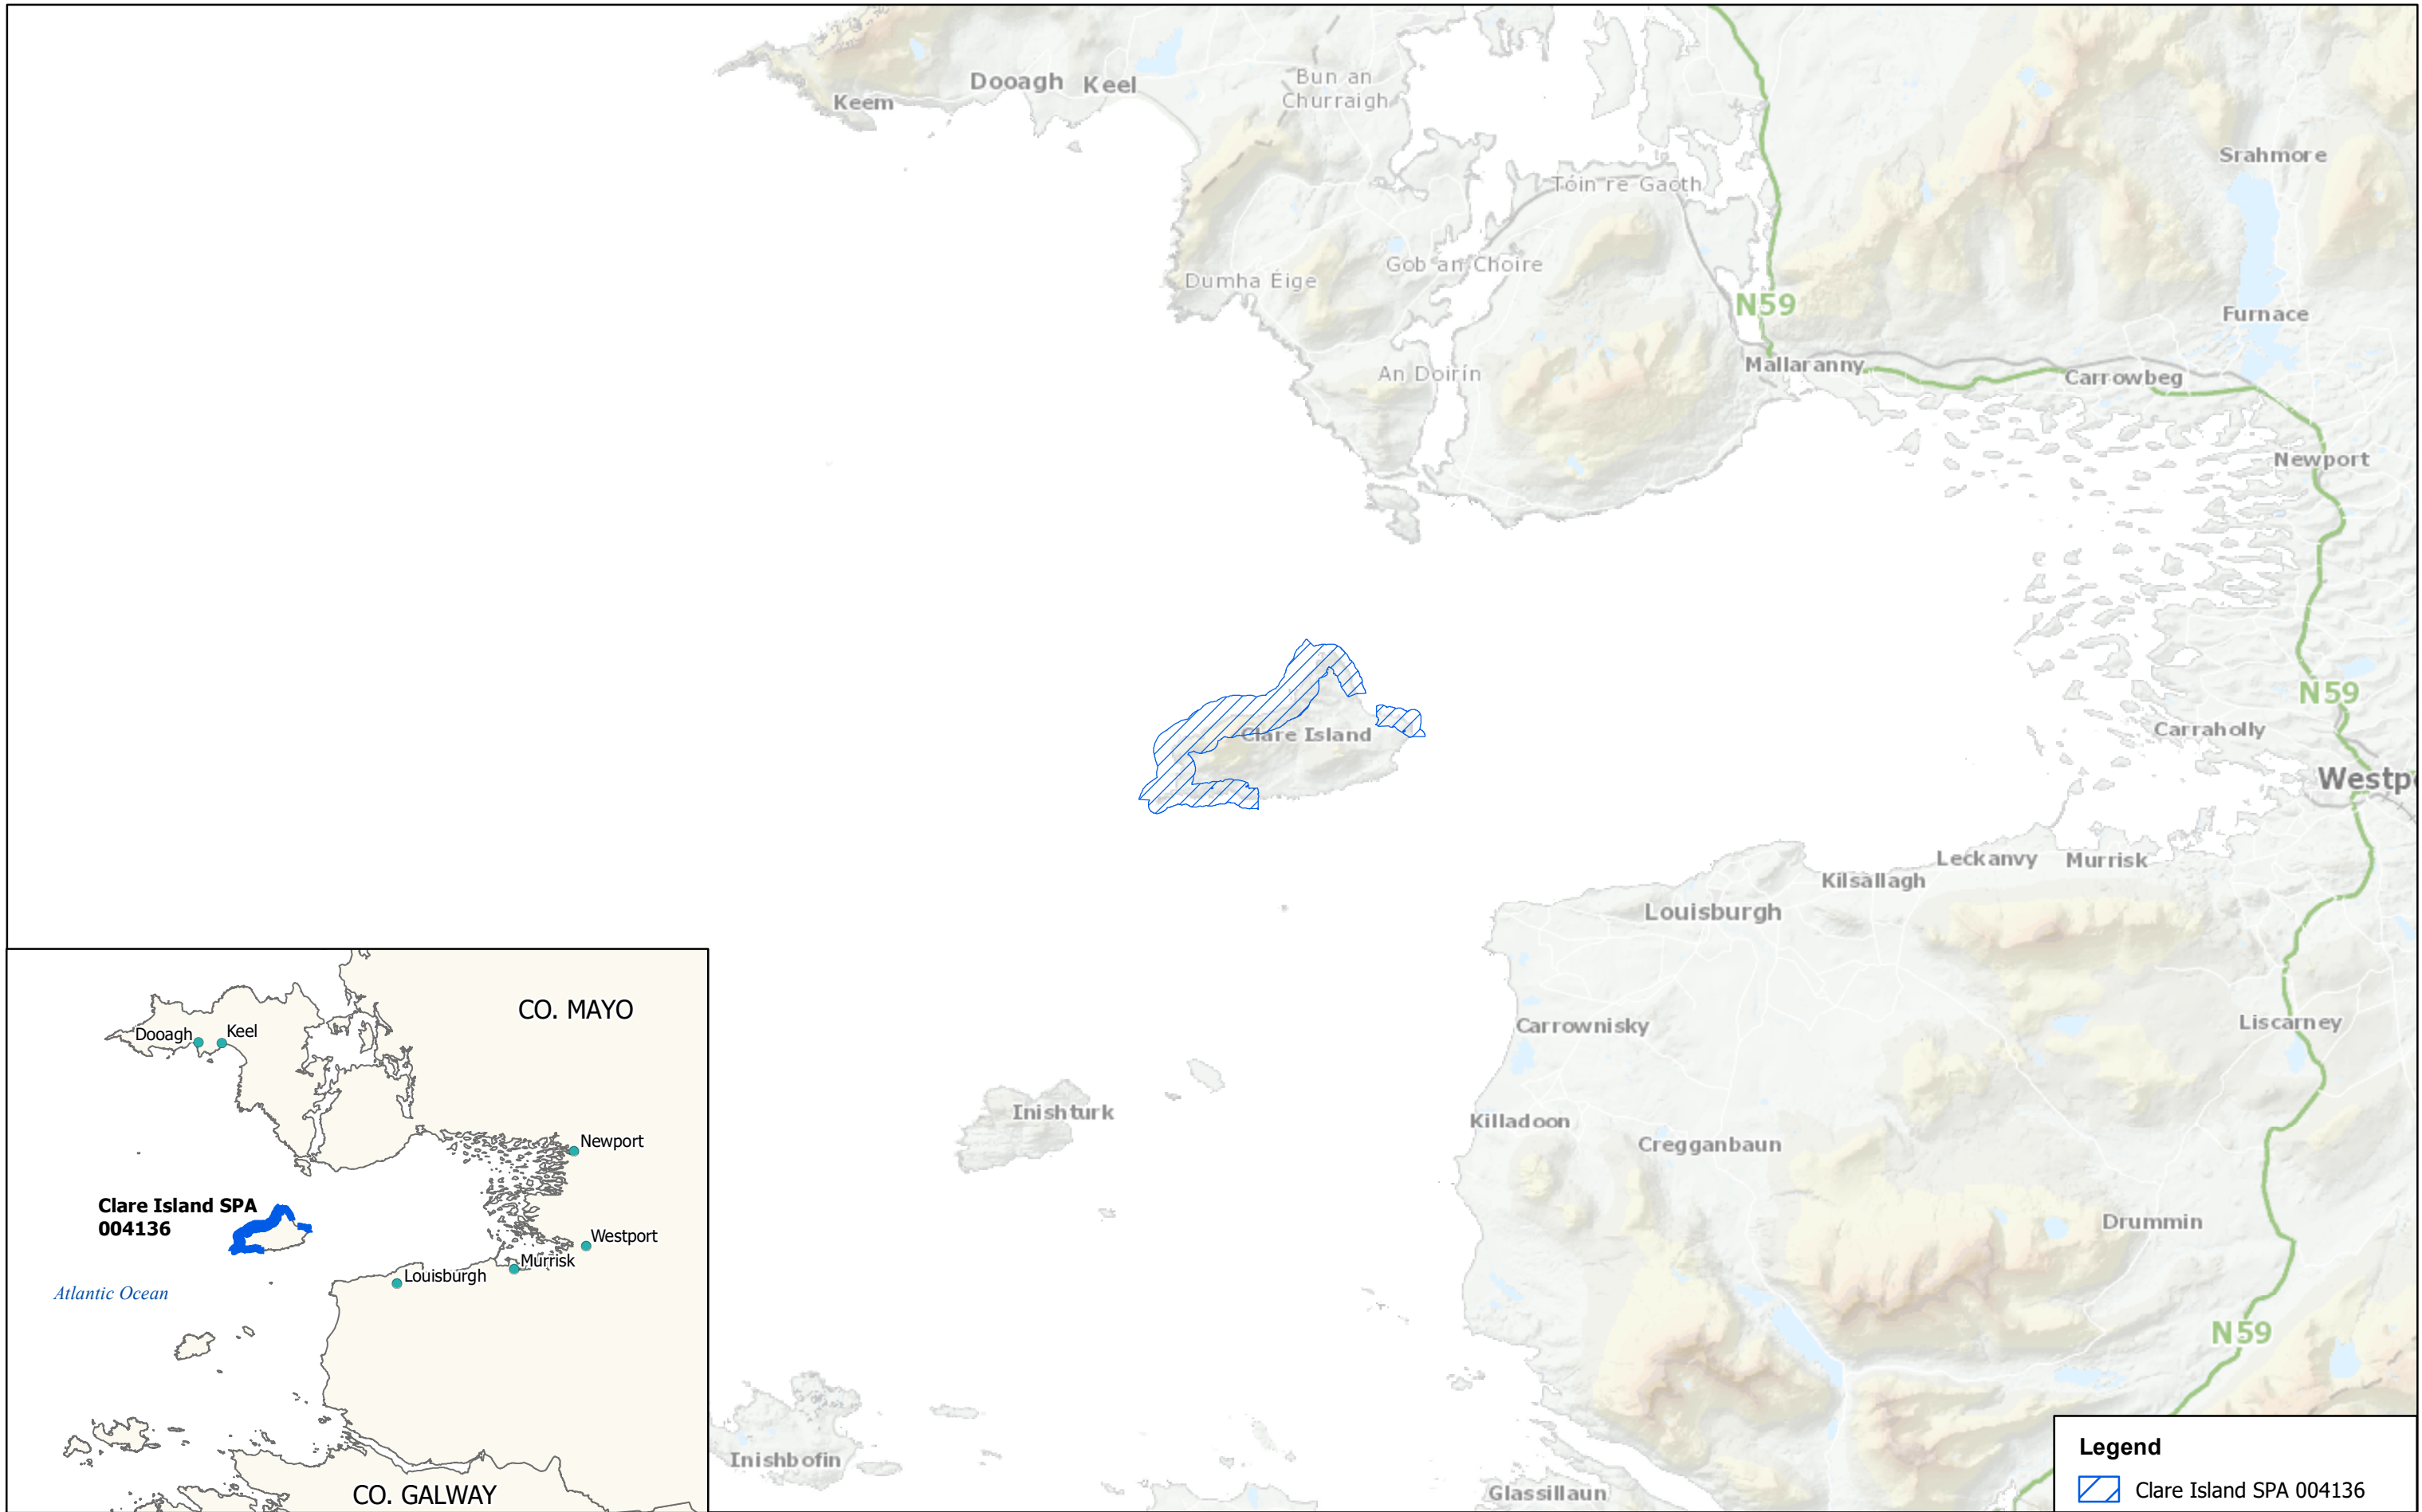 Dooagh
Keel
Bun an
Churraigh
Keem
Srahmore
Tóin re Gaoth
Gob an Choire
Dumha Éige
N59
Furnace
Mallaranny
An Doirín
Carrowbeg
Newport
N59
Clare Island
Carraholly
Westp
Leckanvy
Murrisk
Kilsallagh
Louisburgh
Carrownisky
Liscarney
Inishturk
Killadoon
Cregganbaun
Drummin
N59
Inishbofin
Glassillaun
CO. MAYO
Dooagh
Keel
Newport
Clare Island SPA
004136
Westport
Murrisk
Louisburgh
Atlantic Ocean
CO. GALWAY
Legend
Clare Island SPA 004136